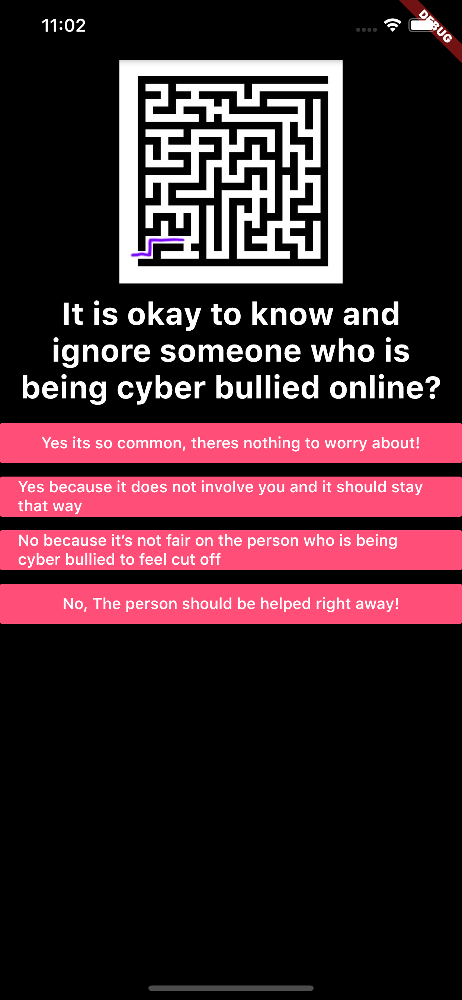 11:02
DEBUG
It is okay to know and
ignore someone who is
being cyber bullied online?
Yes its so common, theres nothing to worry about!
Yes because it does not involve you and it should stay
that way
No because it’s not fair on the person who is being
cyber bullied to feel cut off
No, The person should be helped right away!